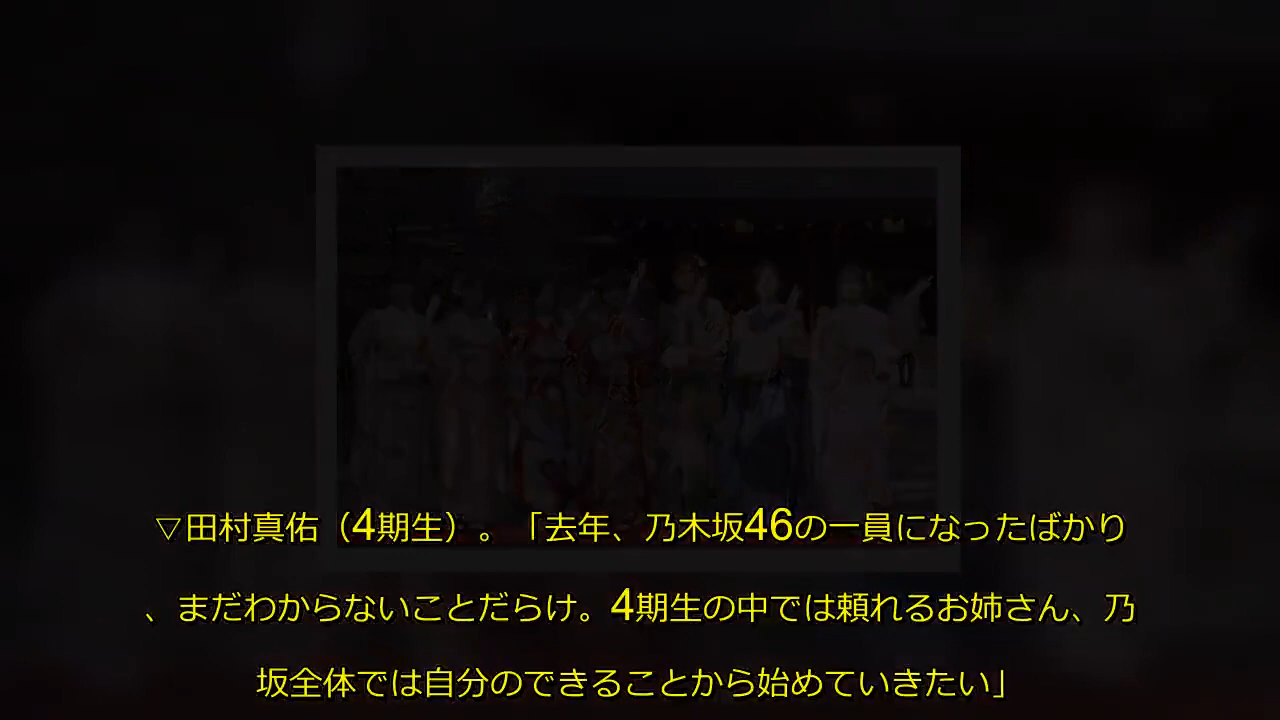 ▽田村真佑（4期生）。「去年、乃木坂46の一員になったばかり
、まだわからないことだらけ。4期生の中では頼れるお姉さん、乃
坂全体では自分のできることから始めていきたい」